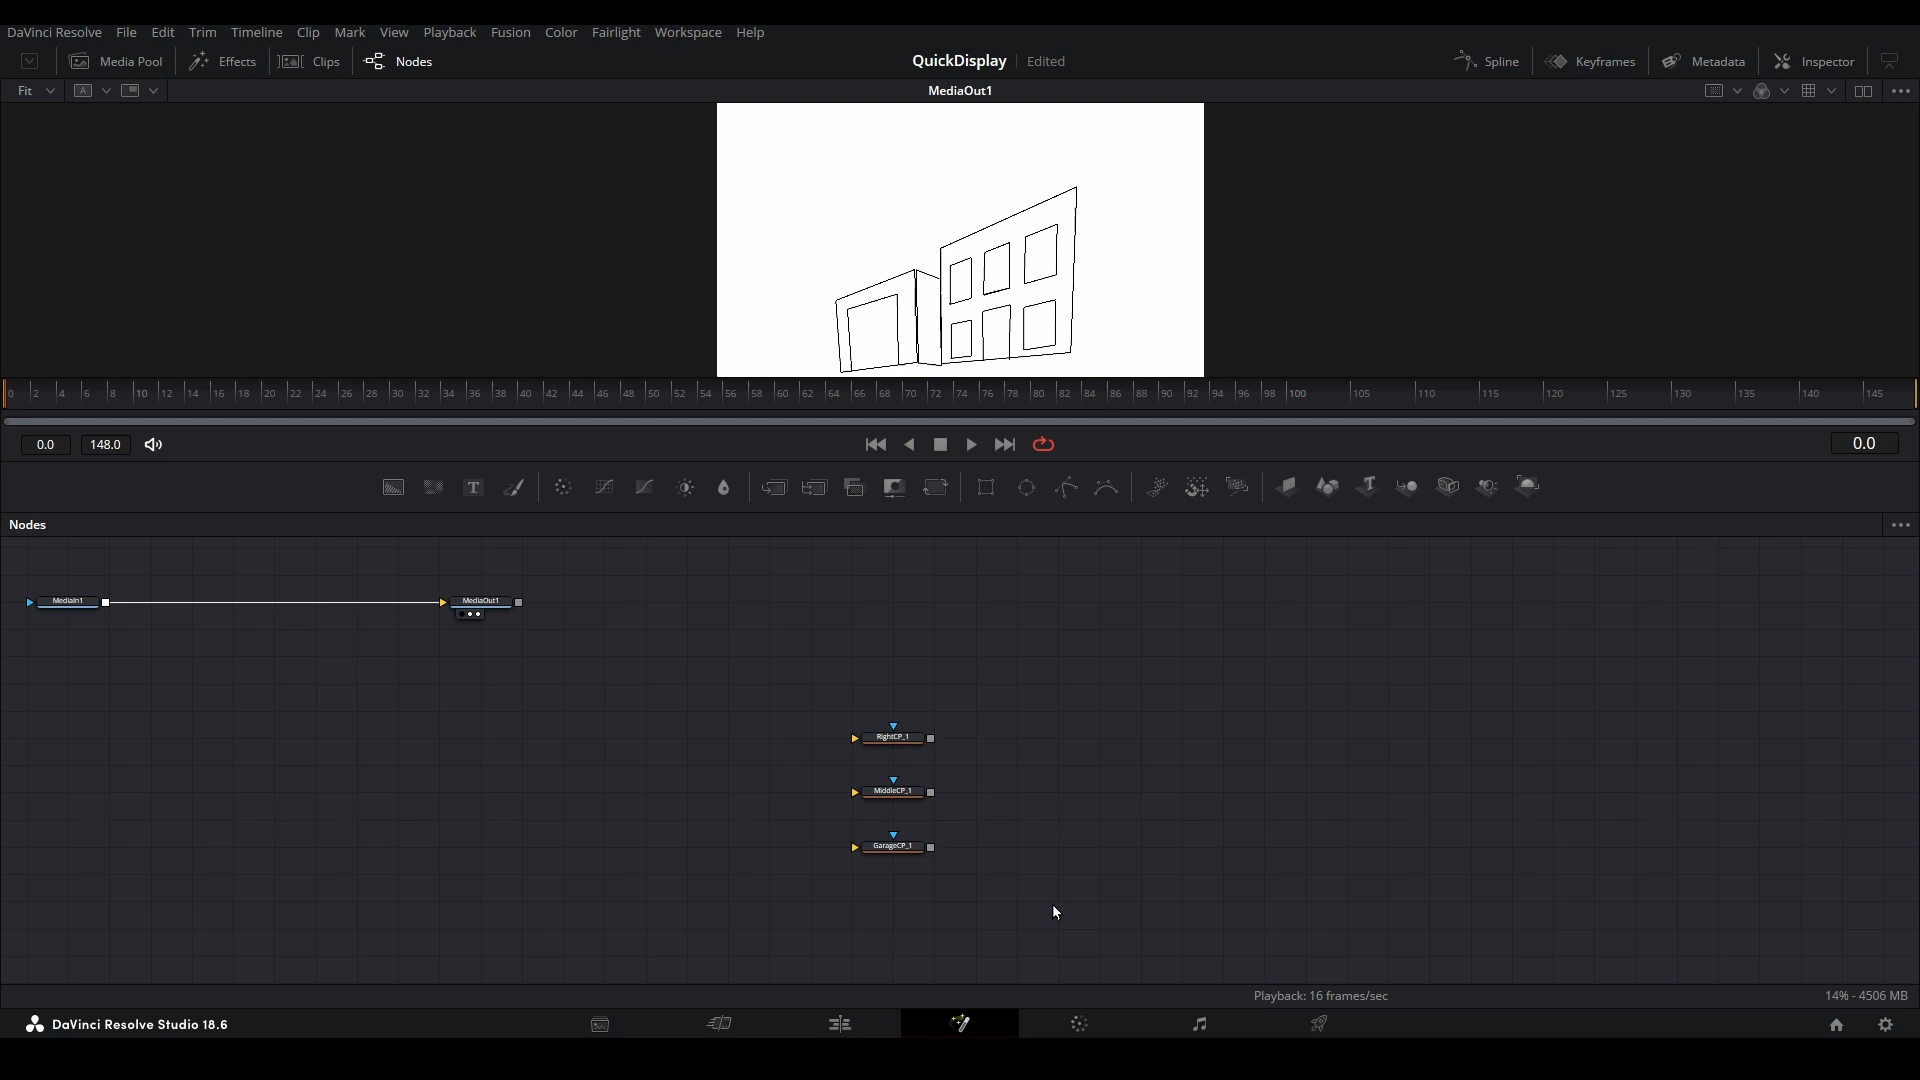 DaVinci Resolve File Edit Trim Timeline Clip Mark View Playback Fusion Color Fairlight Workspace Help
Media Pool Effects Clips Nodes QuickDisplay Edited Spline Keyframes Metadata Inspector
Fit A MediaOut1
0 2 4 6 8 10 12 14 16 18 20 22 24 26 28 30 32 34 36 38 40 42 44 46 48 50 52 54 56 58 60 62 64 66 68 70 72 74 76 78 80 82 84 86 88 90 92 94 96 98 100 105 110 115 120 125 130 135 140 145
0.0 148.0 0.0
T T
Nodes
MediaIn1 MediaOut1
RightCP_1
MiddleCP_1
GarageCP_1
Playback: 16 frames/sec 14% - 4506 MB
DaVinci Resolve Studio 18.6